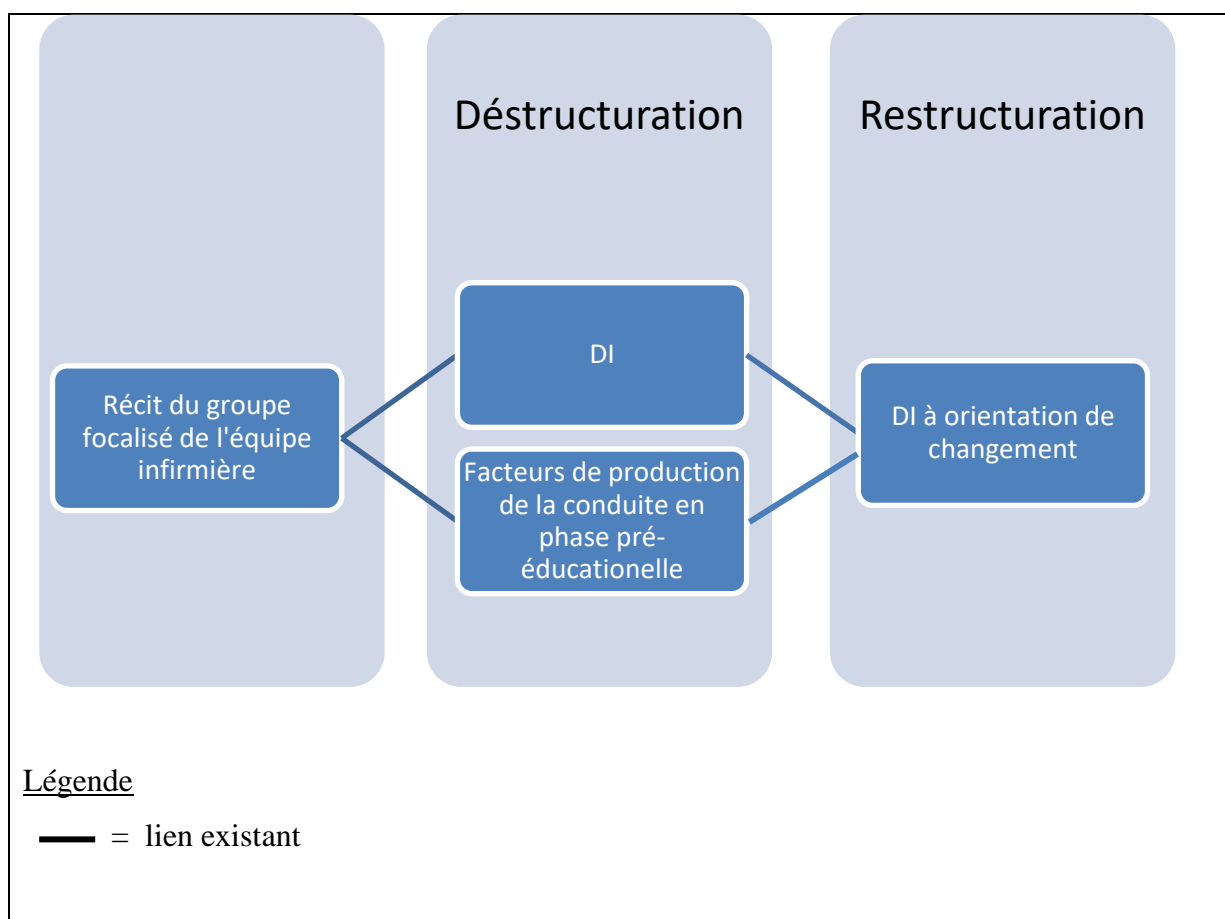 Déstructuration
Restructuration
Récit du groupe
focalisé de l'équipe
infirmière
DI
Facteurs de production
de la conduite en
phase pré-
éducationelle
DI à orientation de
changement
Légende
= lien existant